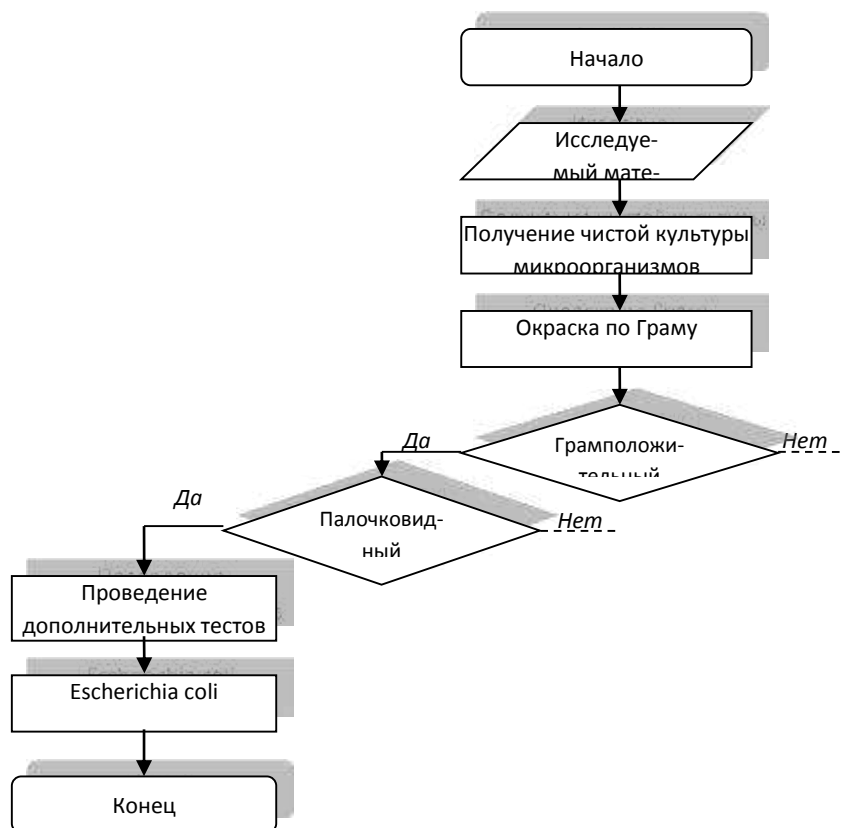 Начало
Исследуе-
мый мате-
Получение чистой культуры
микроорганизмов
Окраска по Граму
Грамположи-
тельный
Да
Нет
Палочковид-
ный
Да
Нет
Проведение
дополнительных тестов
Escherichia coli
Конец